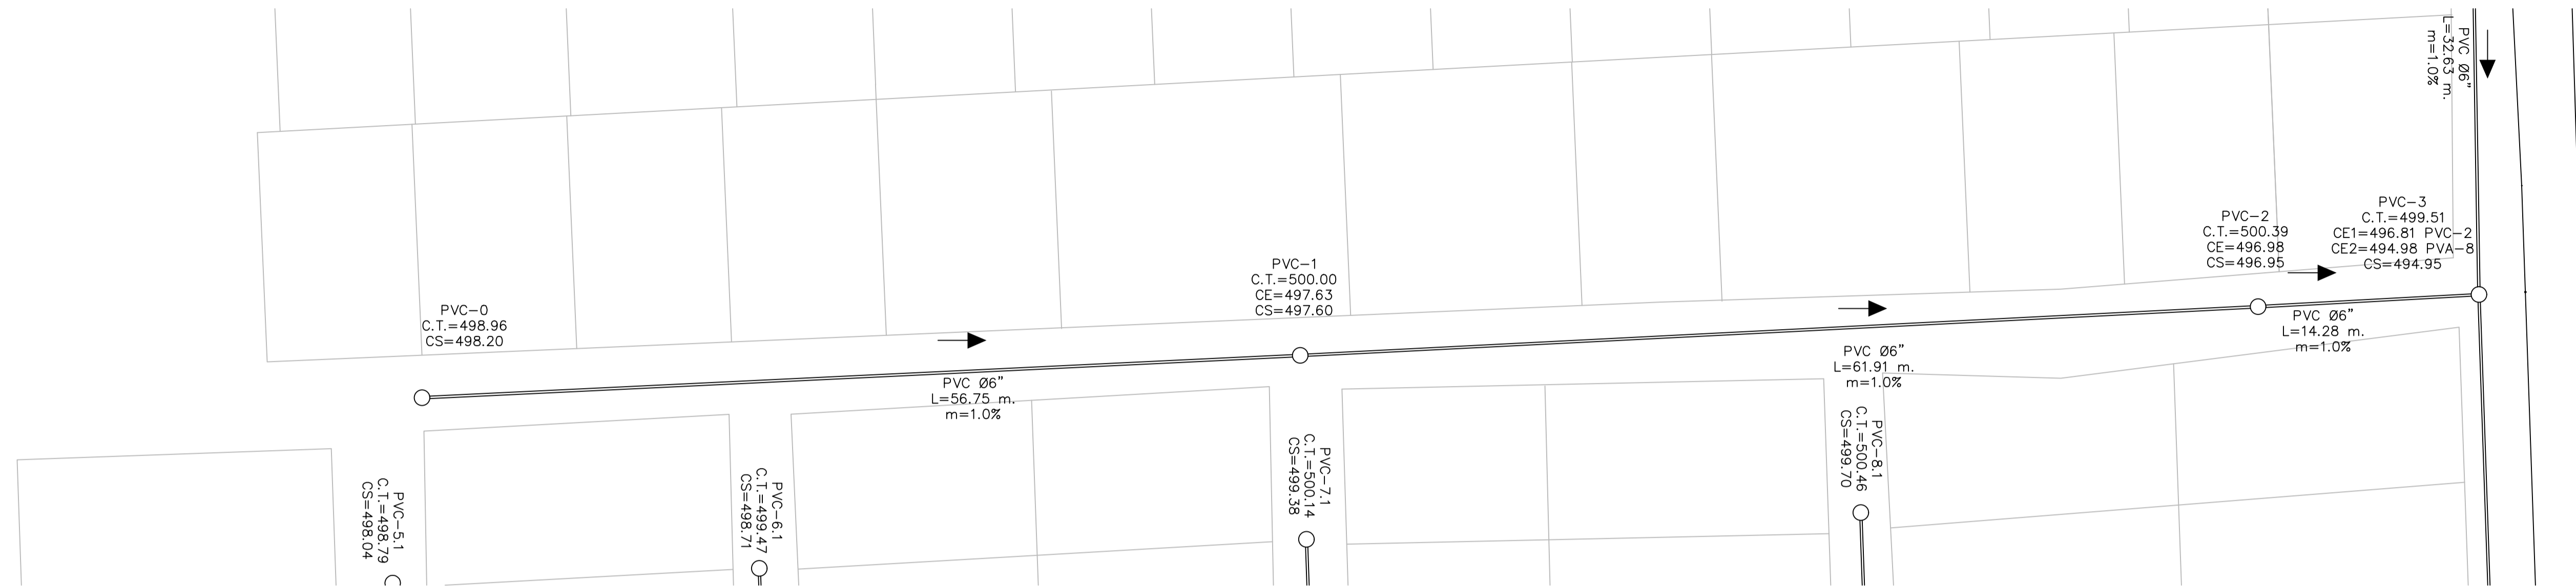 PVC Ø6"
L=32.63 m.
m=1.0%
PVC-0
C.T.=498.96
CS=498.20
PVC Ø6"
L=56.75 m.
m=1.0%
PVC-1
C.T.=500.00
CE=497.63
CS=497.60
PVC Ø6"
L=61.91 m.
m=1.0%
PVC-2
C.T.=500.39
CE=496.98
CS=496.95
PVC-3
C.T.=499.51
CE1=496.81 PVC-2
CE2=494.98 PVA-8
CS=494.95
PVC Ø6"
L=14.28 m.
m=1.0%
PVC-5.1
C.T.=498.79
CS=498.04
PVC-6.1
C.T.=499.47
CS=498.71
PVC-7.1
C.T.=500.14
CS=499.38
PVC-8.1
C.T.=500.46
CS=499.70